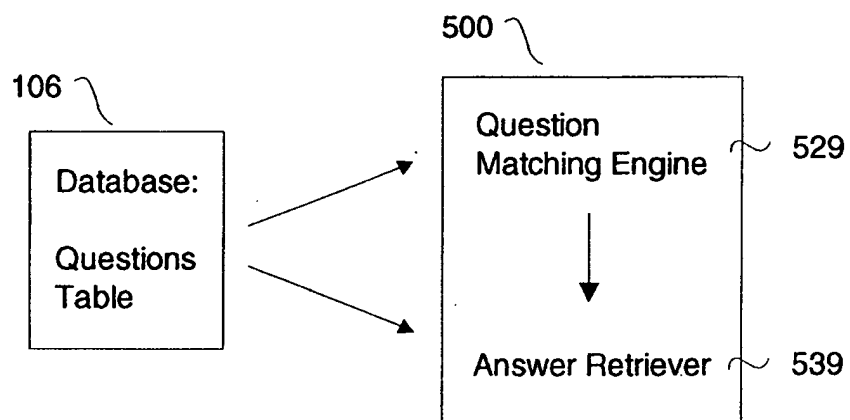 500
106
Database:
Questions
Table
Question
Matching Engine
529
Answer Retriever
539